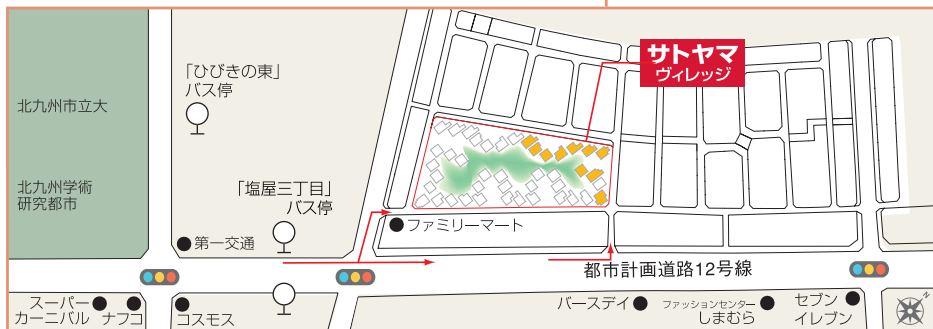 サトヤマ
ヴィレッジ
「ひびきの東」
バス停
北九州市立大
北九州学術
研究都市
「塩屋三丁目」
バス停
ファミリーマート
第一交通
都市計画道路12号線
スーパー
カーニバル
ナフコ
コスモス
バースデイ
ファッションセンター
しまむら
セブン
イレブン
N